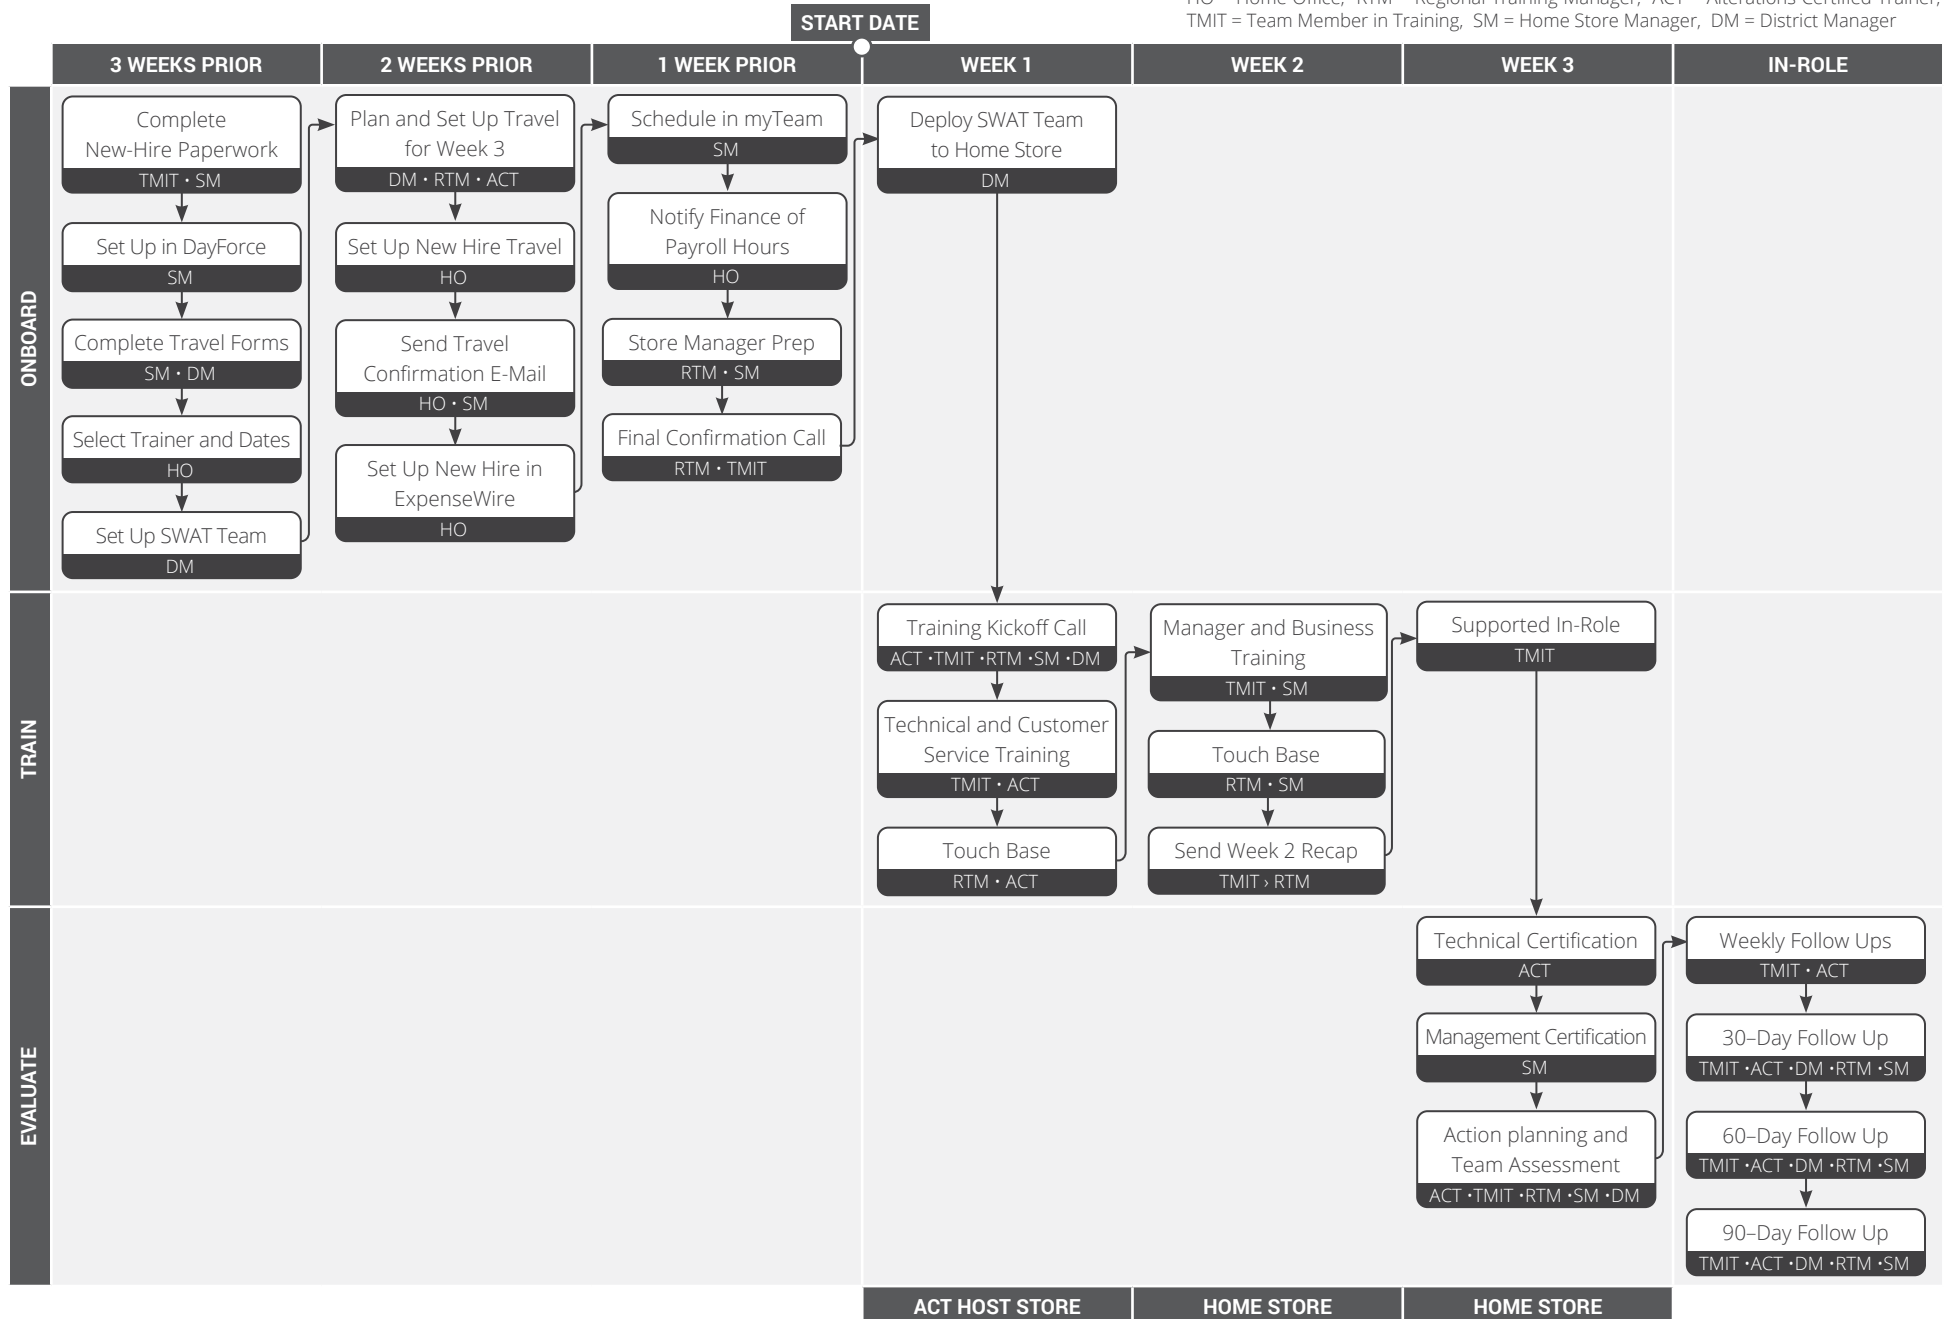 HO = Home Office, RTM = Regional Training Manager, ACT = Alterations Certified Trainer,
TMIT = Team Member in Training, SM = Home Store Manager, DM = District Manager
START DATE
3 WEEKS PRIOR
2 WEEKS PRIOR
1 WEEK PRIOR
WEEK 1
WEEK 2
WEEK 3
IN-ROLE
ONBOARD
Complete
New-Hire Paperwork
TMIT • SM
Set Up in DayForce
SM
Complete Travel Forms
SM • DM
Select Trainer and Dates
HO
Set Up SWAT Team
DM
Plan and Set Up Travel
for Week 3
DM • RTM • ACT
Set Up New Hire Travel
HO
Send Travel
Confirmation E-Mail
HO • SM
Set Up New Hire in
ExpenseWire
HO
Schedule in myTeam
SM
Notify Finance of
Payroll Hours
HO
Store Manager Prep
RTM • SM
Final Confirmation Call
RTM • TMIT
Deploy SWAT Team
to Home Store
DM
TRAIN
Training Kickoff Call
ACT •TMIT •RTM •SM •DM
Technical and Customer
Service Training
TMIT • ACT
Touch Base
RTM • ACT
Manager and Business
Training
TMIT • SM
Touch Base
RTM • SM
Send Week 2 Recap
TMIT › RTM
Supported In-Role
TMIT
EVALUATE
Technical Certification
ACT
Management Certification
SM
Action planning and
Team Assessment
ACT •TMIT •RTM •SM •DM
Weekly Follow Ups
TMIT • ACT
30–Day Follow Up
TMIT •ACT •DM •RTM •SM
60–Day Follow Up
TMIT •ACT •DM •RTM •SM
90–Day Follow Up
TMIT •ACT •DM •RTM •SM
ACT HOST STORE
HOME STORE
HOME STORE